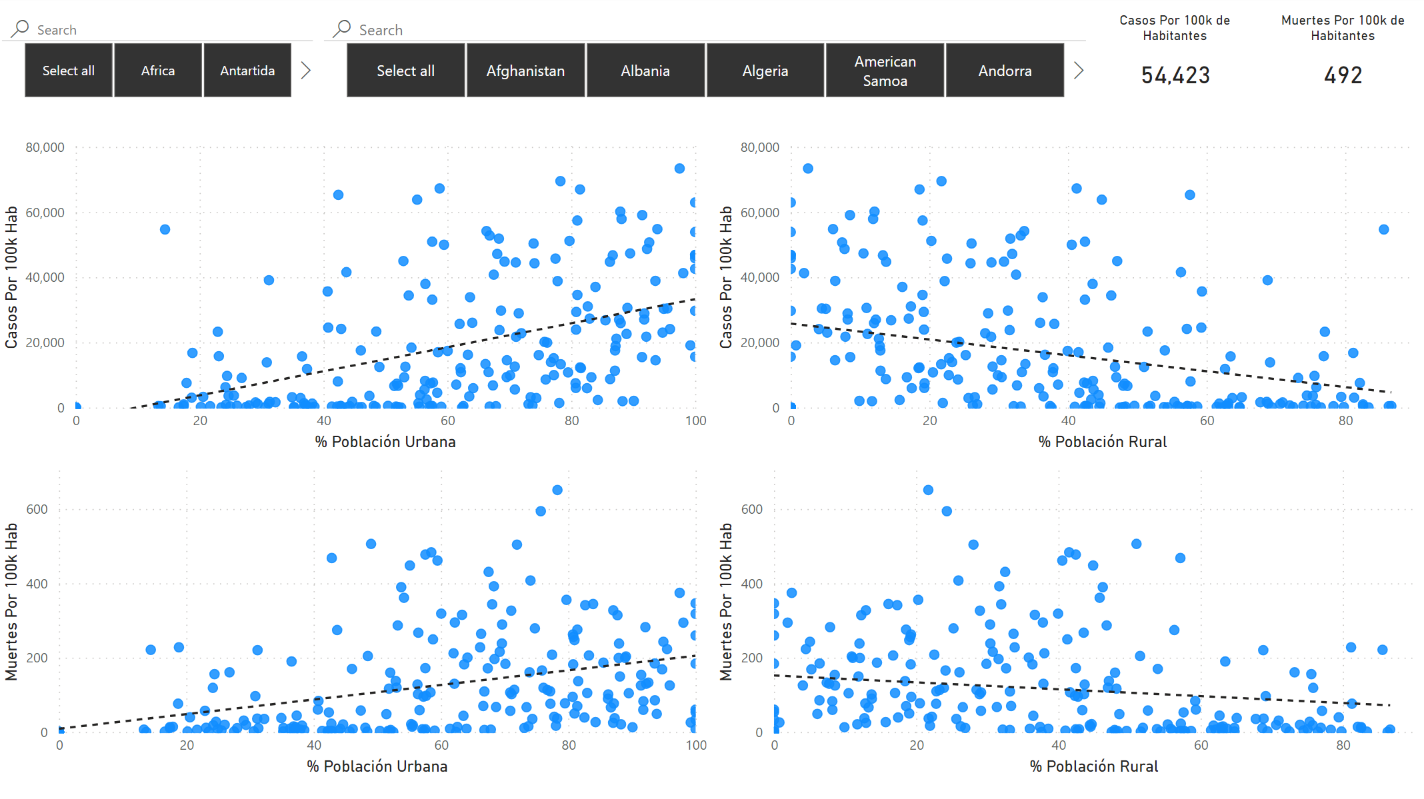 Search
Select all
Africa
Antartida
Search
Select all
Afghanistan
Albania
Algeria
American
Samoa
Andorra
Casos Por 100k de
Habitantes
54,423
Muertes Por 100k de
Habitantes
492
Casos Por 100k Hab
80,000
60,000
40,000
20,000
0
0 20 40 60 80 100
% Población Urbana
Casos Por 100k Hab
80,000
60,000
40,000
20,000
0
0 20 40 60 80
% Población Rural
Muertes Por 100k Hab
600
400
200
0
0 20 40 60 80 100
% Población Urbana
Muertes Por 100k Hab
600
400
200
0
0 20 40 60 80
% Población Rural